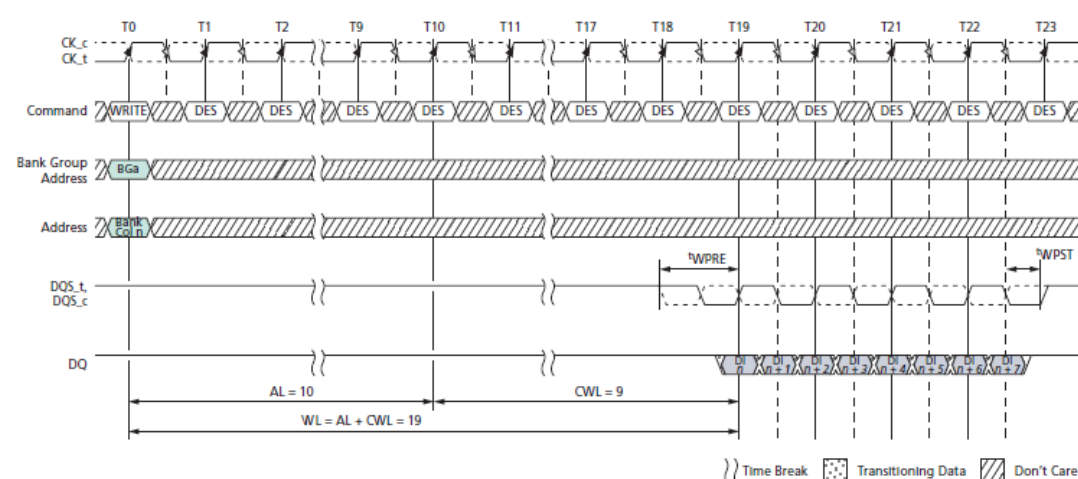 T0 T1 T2 T9 T10 T11 T17 T18 T19 T20 T21 T22 T23
CK_c
CK_t
Command WRITE DES DES DES DES DES DES DES DES DES DES DES DES
Bank Group
Address
BGa
Address
Bank
Col n
tWPRE tWPST
DQS_t,
DQS_c
DQ
DI n DI n + 1 DI n + 2 DI n + 3 DI n + 4 DI n + 5 DI n + 6 DI n + 7
AL = 10 CWL = 9
WL = AL + CWL = 19
Time Break Transitioning Data Don't Care